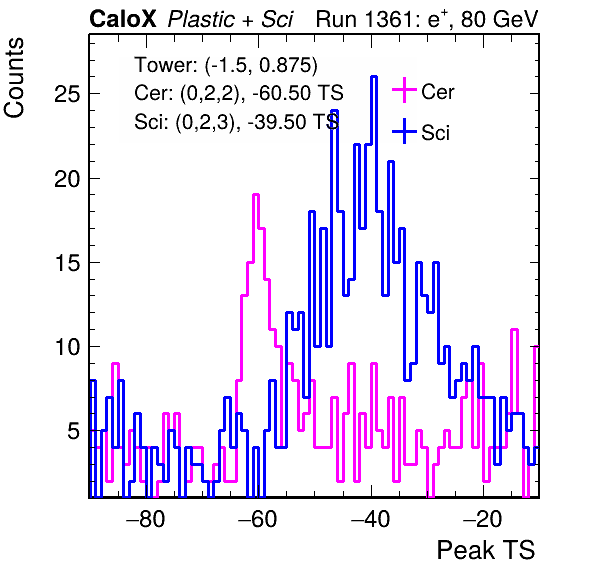 CaloX Plastic + Sci Run 1361: e+, 80 GeV
Counts
Tower: (-1.5, 0.875)
Cer: (0,2,2), -60.50 TS
Sci: (0,2,3), -39.50 TS
Cer
Sci
25
20
15
10
5
−80 −60 −40 −20
Peak TS